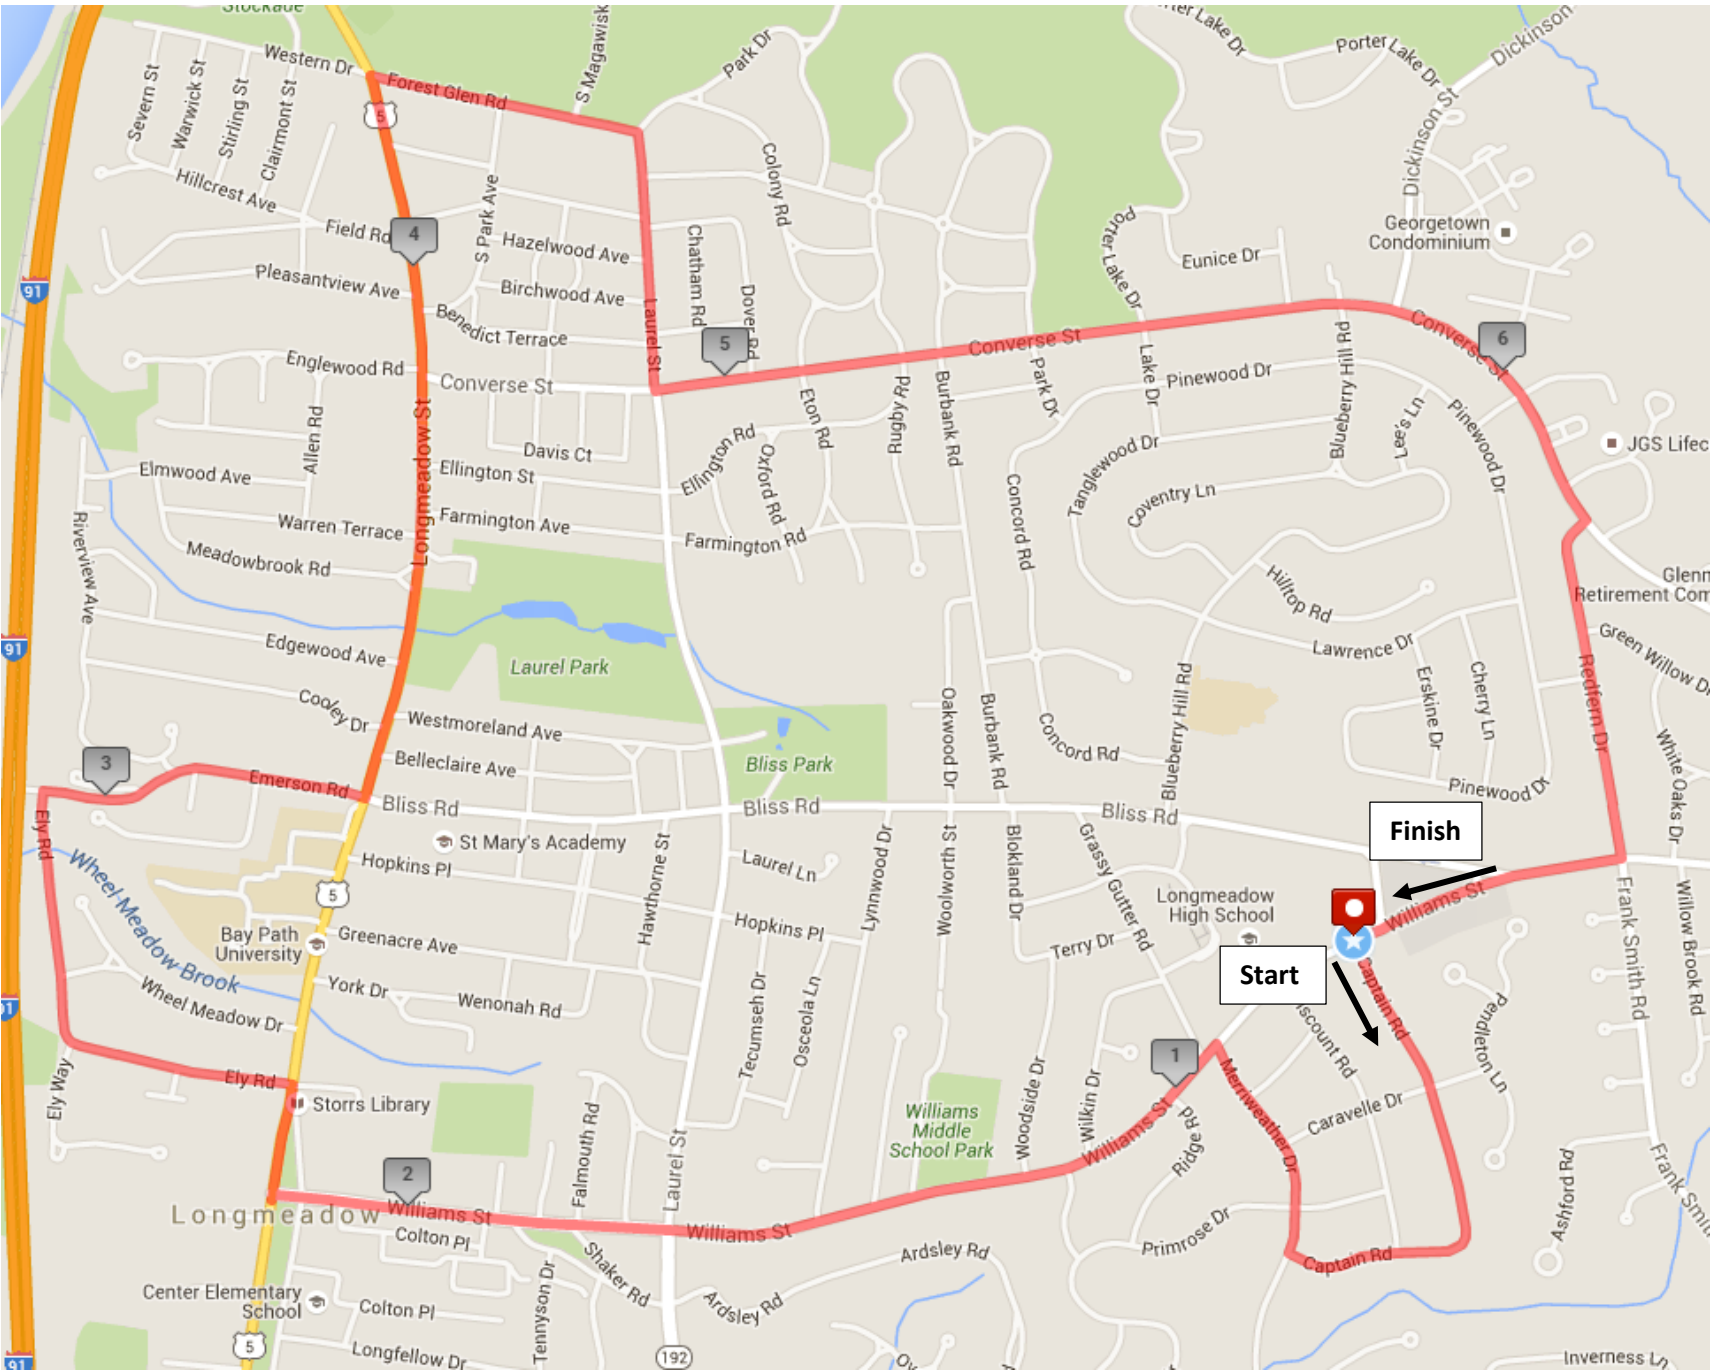 Stockade
Western Dr
Forest Glen Rd
S Magawisk
Park Dr
Porter Lake Dr
Dickinson
Severn St
Warwick St
Stirling St
Clairmont St
5
Dickinson St
Hillcrest Ave
S Park Ave
Colony Rd
Field Rd
4
Hazelwood Ave
Chatham Rd
Porter Lake Dr
Eunice Dr
Georgetown
Condominium
91
Pleasantview Ave
Birchwood Ave
Dover Rd
Benedict Terrace
Laurel St
5
Converse St
Converse St
6
Englewood Rd
Converse St
Lake Dr
Pinewood Dr
Blueberry Hill Rd
Park Dr
Lee's Ln
Pinewood Dr
Allen Rd
Longmeadow St
Davis Ct
Ellington Rd
Eton Rd
Rugby Rd
Burbank Rd
Tanglewood Dr
JGS Lifec
Elmwood Ave
Ellington St
Oxford Rd
Concord Rd
Coventry Ln
Riverview Ave
Warren Terrace
Farmington Ave
Farmington Rd
Meadowbrook Rd
Hilltop Rd
Glenn
Retirement Com
91
Edgewood Ave
Laurel Park
Lawrence Dr
Green Willow Dr
Cooley Dr
Westmoreland Ave
Oakwood Dr
Burbank Rd
Concord Rd
Blueberry Hill Rd
Erskine Dr
Cherry Ln
Redfern Dr
White Oaks Dr
3
Belleclaire Ave
Bliss Park
Pinewood Dr
Emerson Rd
Bliss Rd
Bliss Rd
Bliss Rd
Ely Rd
St Mary's Academy
Finish
Wheel Meadow Brook
Hopkins Pl
Hawthorne St
Laurel Ln
Lynnwood Dr
Woolworth St
Blokland Dr
Grassy Gutter Rd
5
Longmeadow
High School
Williams St
Frank Smith Rd
Willow Brook Rd
Bay Path
University
Greenacre Ave
Hopkins Pl
Terry Dr
Start
Captain Rd
Wheel Meadow Dr
York Dr
Wenonah Rd
Tecumseh Dr
Osceola Ln
Pendleton Ln
Ely Way
Ely Rd
Storrs Library
1
Merriweather Dr
Caravelle Dr
Williams
Middle
School Park
Woodside Dr
Wilkin Dr
Williams St
Ridge Rd
Falmouth Rd
Laurel St
2
Longmeadow
Williams St
Williams St
Primrose Dr
Captain Rd
Ashford Rd
Frank Smit
Colton Pl
Shaker Rd
Ardsley Rd
Ardsley Rd
Center Elementary
School
Colton Pl
Tennyson Dr
5
Longfellow Dr
192
91
Inverness Ln